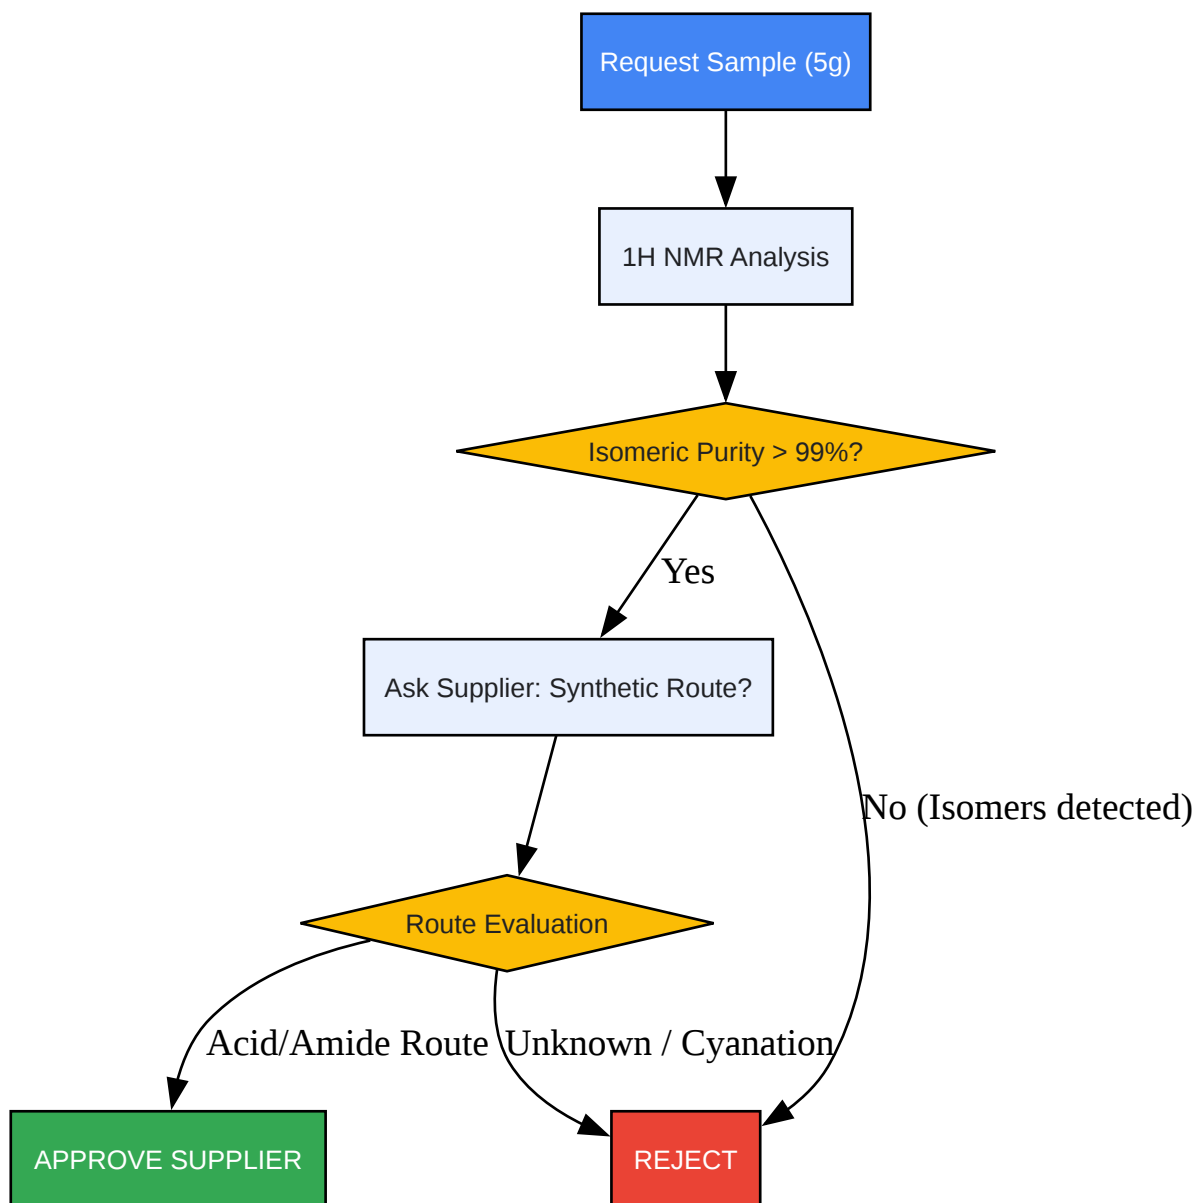 Request Sample (5g)
1H NMR Analysis
Isomeric Purity > 99%?
Yes
Ask Supplier: Synthetic Route?
No (Isomers detected)
Route Evaluation
Acid/Amide Route
Unknown / Cyanation
APPROVE SUPPLIER
REJECT